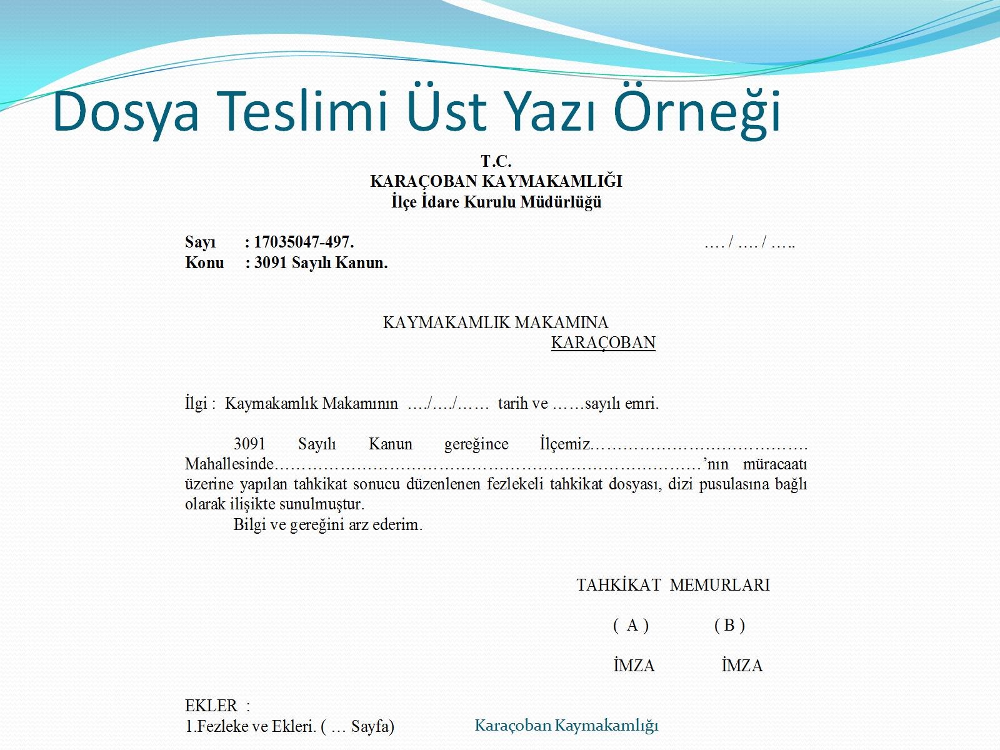 Dosya Teslimi Üst Yazı Örneği
T.C.
KARAÇOBAN KAYMAKAMLIĞI
İlçe İdare Kurulu Müdürlüğü
Sayı : 17035047-497. …. / …. / …..
Konu : 3091 Sayılı Kanun.
KAYMAKAMLIK MAKAMINA
KARAÇOBAN
İlgi : Kaymakamlık Makamının …./…./…… tarih ve ……sayılı emri.
3091 Sayılı Kanun gereğince İlçemiz………………………………….
Mahallesinde……………………………………………………………………’nın müracaatı
üzerine yapılan tahkikat sonucu düzenlenen fezlekeli tahkikat dosyası, dizi pusulasına bağlı
olarak ilişikte sunulmuştur.
Bilgi ve gereğini arz ederim.
TAHKİKAT MEMURLARI
( A ) ( B )
İMZA İMZA
EKLER :
1.Fezleke ve Ekleri. ( … Sayfa)
Karaçoban Kaymakamlığı